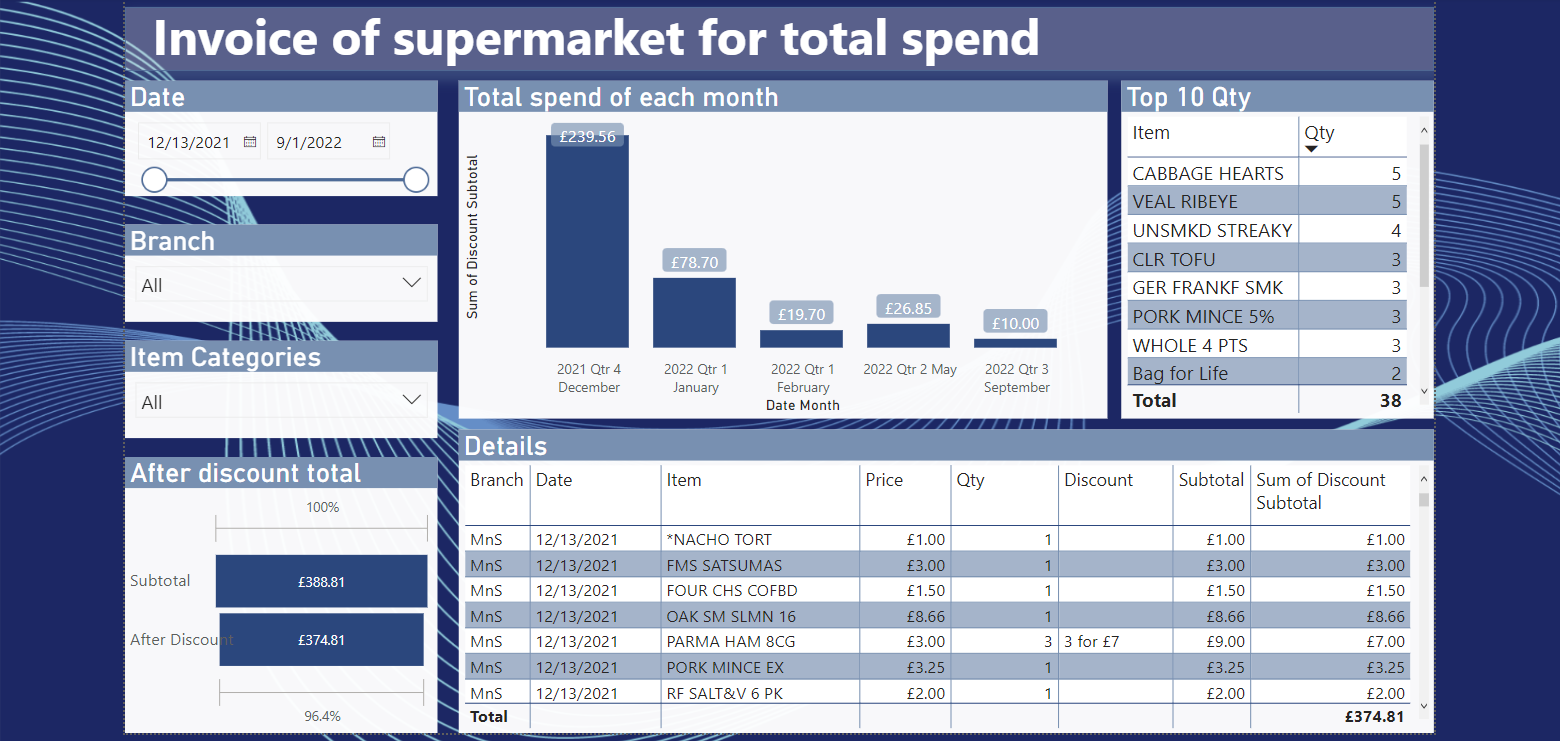 Invoice of supermarket for total spend
Date
12/13/2021 9/1/2022
Branch
All
Item Categories
All
After discount total
100%
Subtotal £388.81
After Discount £374.81
96.4%
Total spend of each month
Sum of Discount Subtotal
£239.56 £78.70 £19.70 £26.85 £10.00
2021 Qtr 4 2022 Qtr 1 2022 Qtr 1 2022 Qtr 2 May 2022 Qtr 3
December January February September
Date Month
Top 10 Qty
Item Qty
CABBAGE HEARTS 5
VEAL RIBEYE 5
UNSMKD STREAKY 4
CLR TOFU 3
GER FRANKF SMK 3
PORK MINCE 5% 3
WHOLE 4 PTS 3
Bag for Life 2
Total 38
Details
Branch Date Item Price Qty Discount Subtotal Sum of Discount
Subtotal
MnS 12/13/2021 *NACHO TORT £1.00 1 £1.00 £1.00
MnS 12/13/2021 FMS SATSUMAS £3.00 1 £3.00 £3.00
MnS 12/13/2021 FOUR CHS COFBD £1.50 1 £1.50 £1.50
MnS 12/13/2021 OAK SM SLMN 16 £8.66 1 £8.66 £8.66
MnS 12/13/2021 PARMA HAM 8CG £3.00 3 3 for £7 £9.00 £7.00
MnS 12/13/2021 PORK MINCE EX £3.25 1 £3.25 £3.25
MnS 12/13/2021 RF SALT&V 6 PK £2.00 1 £2.00 £2.00
Total £374.81